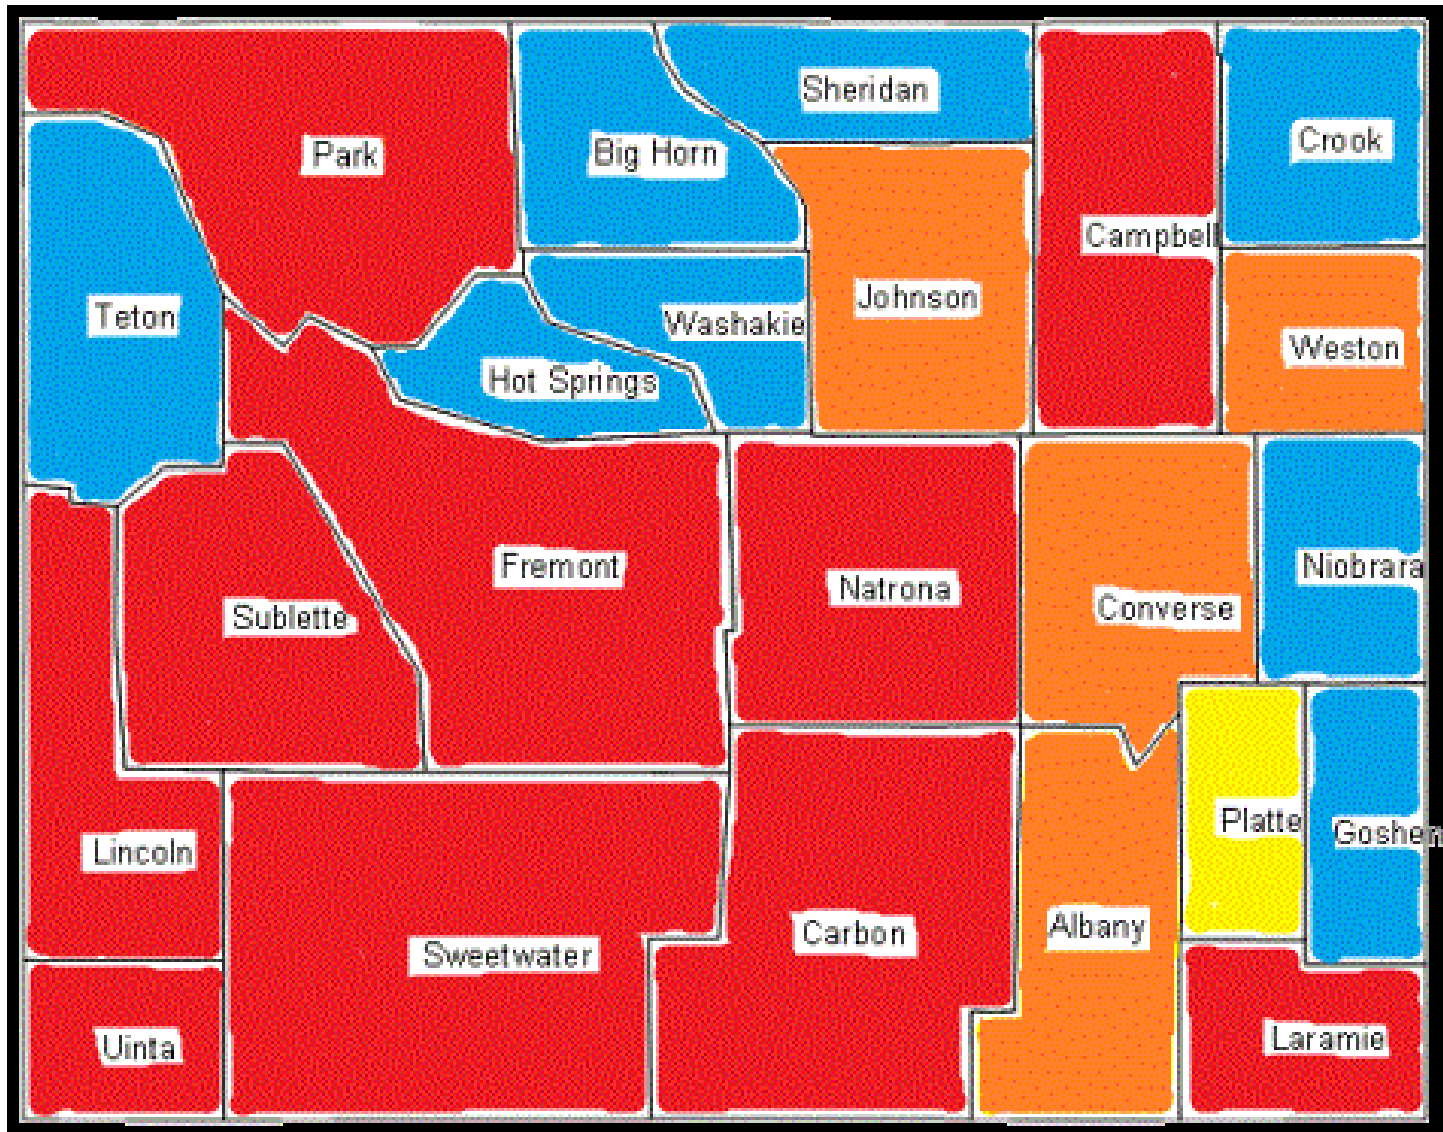 Sheridan
Park
Big Horn
Crook
Campbell
Teton
Johnson
Washakie
Weston
Hot Springs
Fremont
Natrona
Niobrara
Sublette
Converse
Platte
Goshen
Lincoln
Albany
Carbon
Sweetwater
Uinta
Laramie